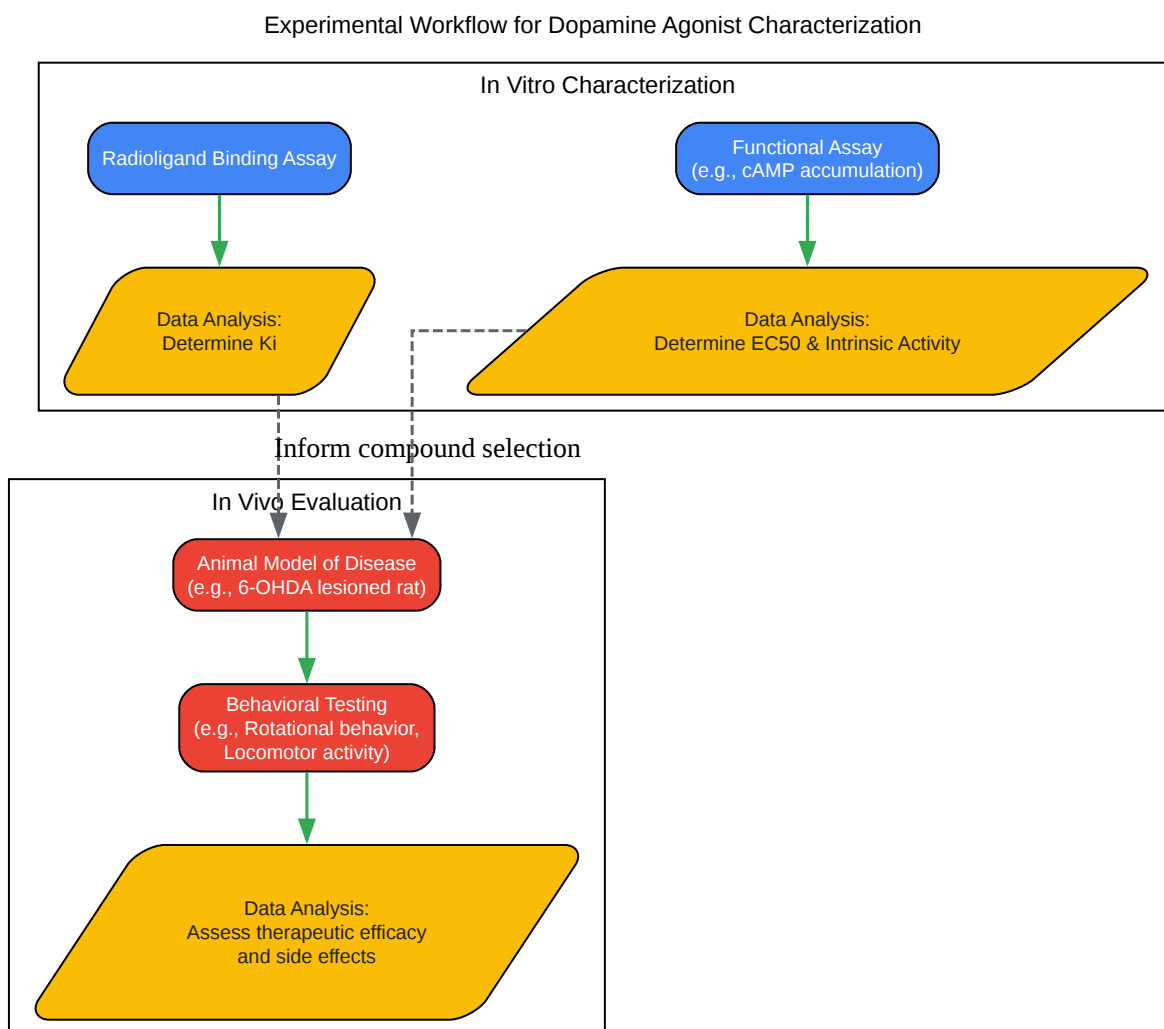 Experimental Workflow for Dopamine Agonist Characterization
In Vitro Characterization
Radioligand Binding Assay
Functional Assay
(e.g., cAMP accumulation)
Data Analysis:
Determine Ki
Data Analysis:
Determine EC50 & Intrinsic Activity
Inform compound selection
In Vivo Evaluation
Animal Model of Disease
(e.g., 6-OHDA lesioned rat)
Behavioral Testing
(e.g., Rotational behavior,
Locomotor activity)
Data Analysis:
Assess therapeutic efficacy
and side effects